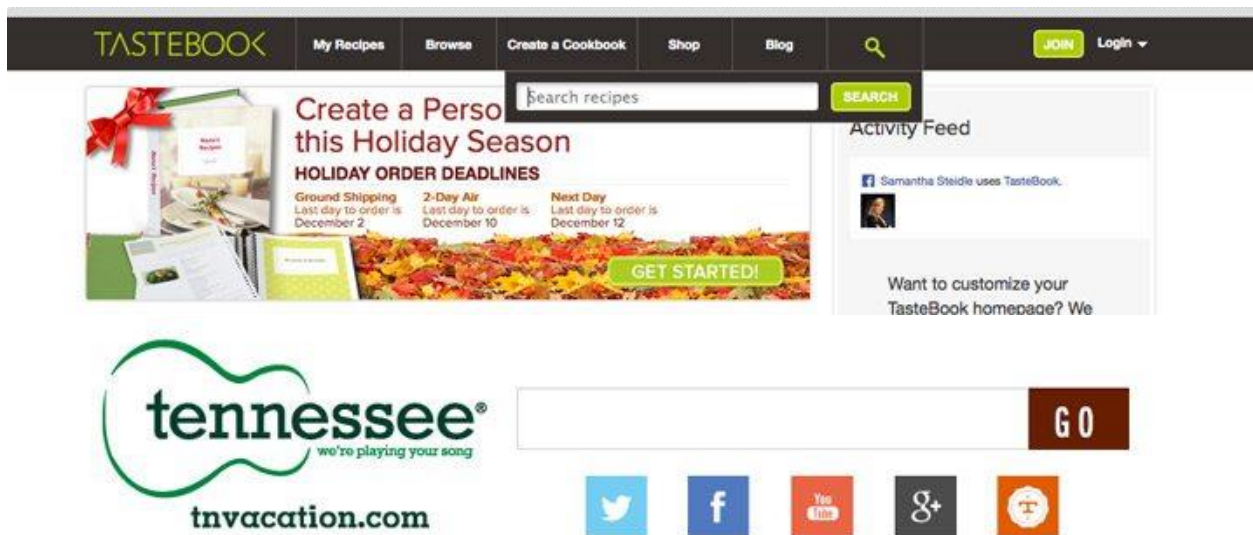 TASTEBOOK My Recipes Browse Create a Cookbook Shop Blog JOIN Login
Search recipes SEARCH
Create a Perso
this Holiday Season
HOLIDAY ORDER DEADLINES
Ground Shipping 2-Day Air Next Day
Last day to order is Last day to order is Last day to order is
December 2 December 10 December 12
GET STARTED!
Activity Feed
Samantha Steidle uses TasteBook.
Want to customize your
TasteBook homepage? We
tennessee®
we're playing your song
tnvacation.com
GO
f You Tube g+ T